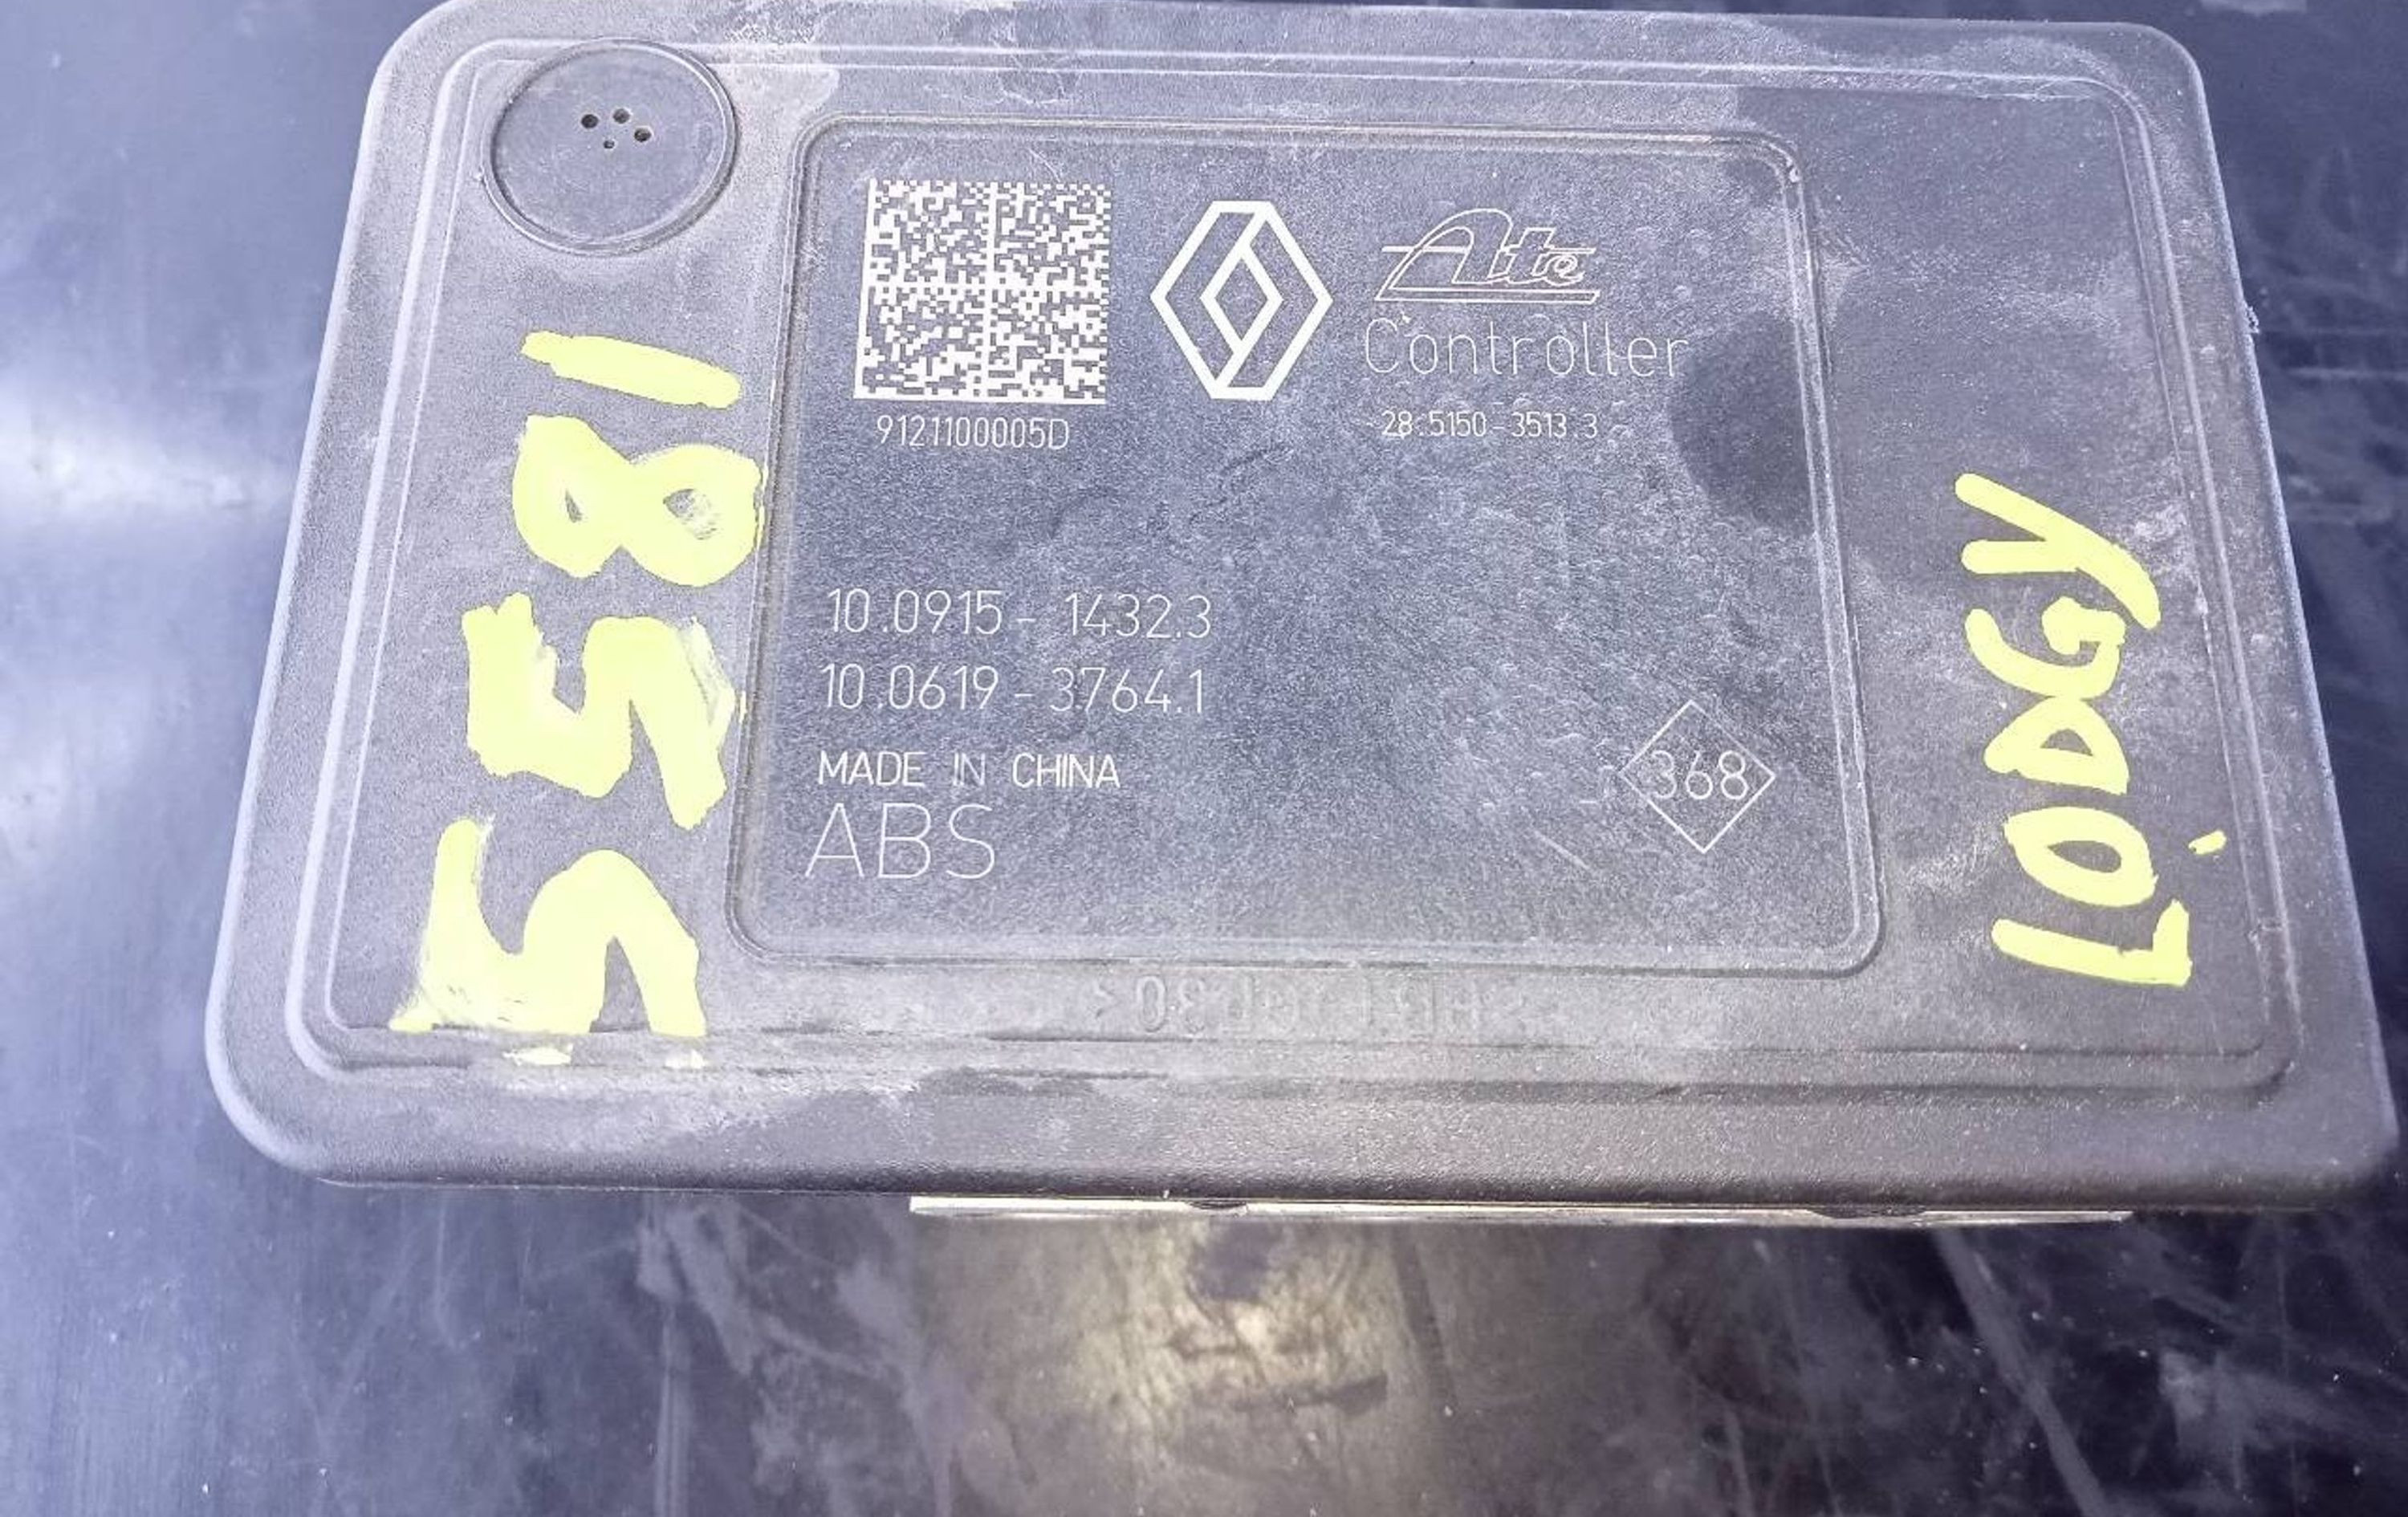 Ate
Controller
9121100005D
28.5150-3513.3
10.0915-1432.3
10.0619-3764.1
MADE IN CHINA
ABS
368
LODGY